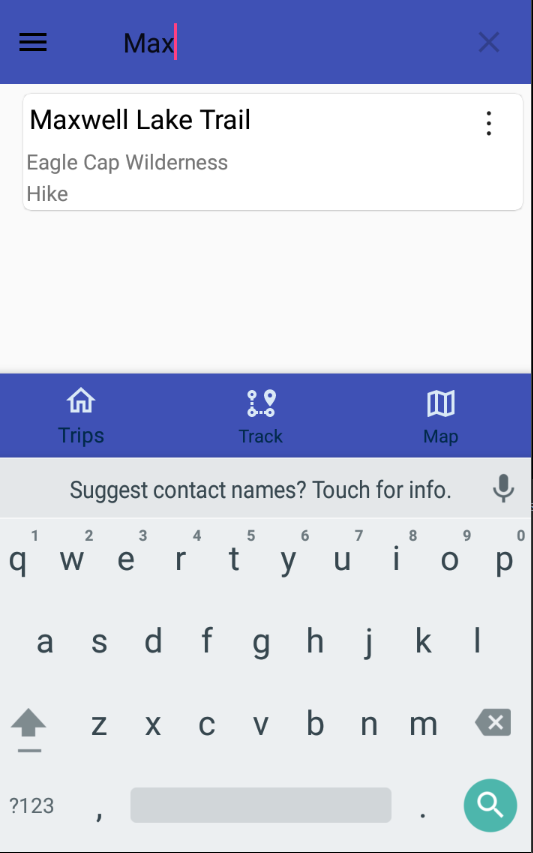 Max
Maxwell Lake Trail
Eagle Cap Wilderness
Hike
Trips Track Map
Suggest contact names? Touch for info.
1 2 3 4 5 6 7 8 9 0
q w e r t y u i o p
a s d f g h j k l
z x c v b n m
?123 , .